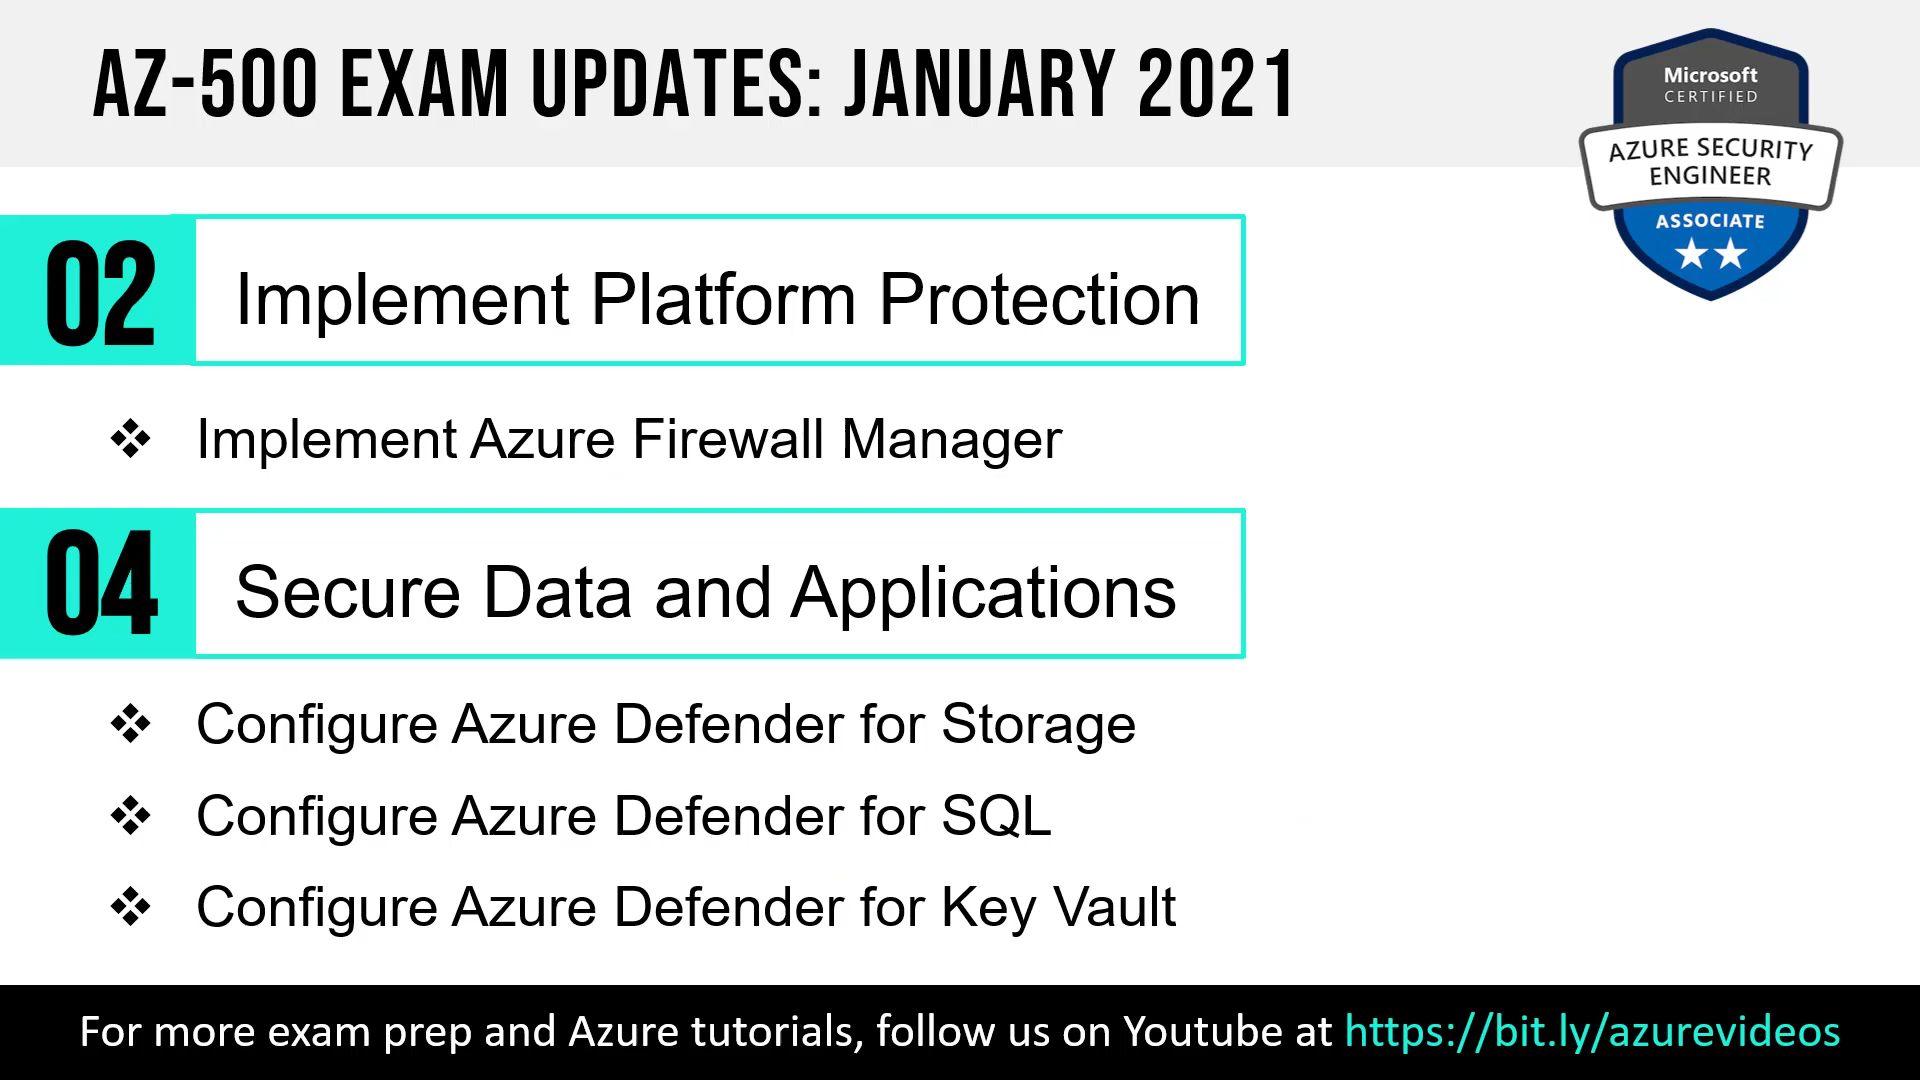 AZ-500 EXAM UPDATES: JANUARY 2021
Microsoft
CERTIFIED
AZURE SECURITY
ENGINEER
ASSOCIATE
02
Implement Platform Protection
❖ Implement Azure Firewall Manager
04
Secure Data and Applications
❖ Configure Azure Defender for Storage
❖ Configure Azure Defender for SQL
❖ Configure Azure Defender for Key Vault
For more exam prep and Azure tutorials, follow us on Youtube at https://bit.ly/azurevideos